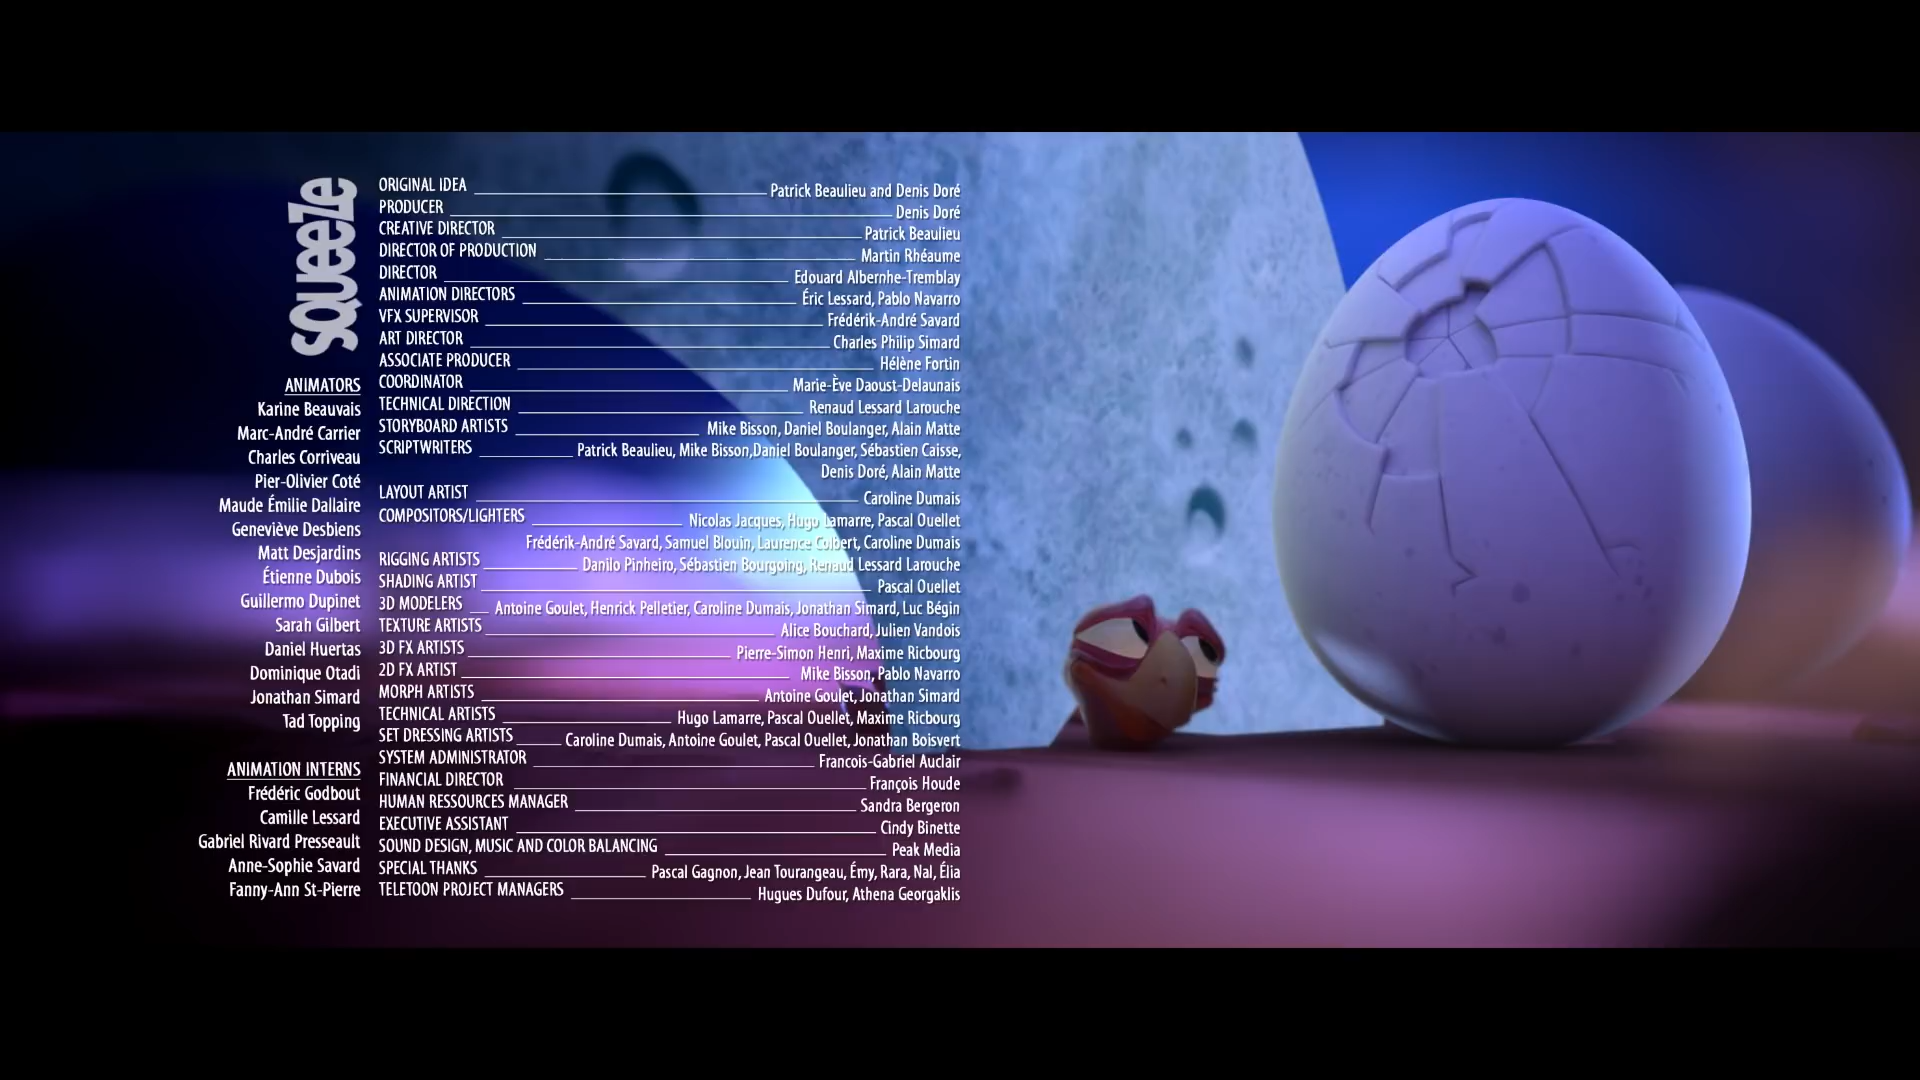 squeeze
ANIMATORS
Karine Beauvais
Marc-André Carrier
Charles Corriveau
Pier-Olivier Coté
Maude Émilie Dallaire
Geneviève Desbiens
Matt Desjardins
Étienne Dubois
Guillermo Dupinet
Sarah Gilbert
Daniel Huertas
Dominique Otadi
Jonathan Simard
Tad Topping
ANIMATION INTERNS
Frédéric Godbout
Camille Lessard
Gabriel Rivard Presseault
Anne-Sophie Savard
Fanny-Ann St-Pierre
ORIGINAL IDEA Patrick Beaulieu and Denis Doré
PRODUCER Denis Doré
CREATIVE DIRECTOR Patrick Beaulieu
DIRECTOR OF PRODUCTION Martin Rhéaume
DIRECTOR Edouard Albernhe-Tremblay
ANIMATION DIRECTORS Éric Lessard, Pablo Navarro
VFX SUPERVISOR Frédérik-André Savard
ART DIRECTOR Charles Philip Simard
ASSOCIATE PRODUCER Hélène Fortin
COORDINATOR Marie-Ève Daoust-Delaunais
TECHNICAL DIRECTION Renaud Lessard Larouche
STORYBOARD ARTISTS Mike Bisson, Daniel Boulanger, Alain Matte
SCRIPTWRITERS Patrick Beaulieu, Mike Bisson,Daniel Boulanger, Sébastien Caisse,
Denis Doré, Alain Matte
LAYOUT ARTIST Caroline Dumais
COMPOSITORS/LIGHTERS Nicolas Jacques, Hugo Lamarre, Pascal Ouellet
Frédérik-André Savard, Samuel Blouin, Laurence Colbert, Caroline Dumais
RIGGING ARTISTS Danilo Pinheiro, Sébastien Bourgoing, Renaud Lessard Larouche
SHADING ARTIST Pascal Ouellet
3D MODELERS Antoine Goulet, Henrick Pelletier, Caroline Dumais, Jonathan Simard, Luc Bégin
TEXTURE ARTISTS Alice Bouchard, Julien Vandois
3D FX ARTISTS Pierre-Simon Henri, Maxime Ricbourg
2D FX ARTIST Mike Bisson, Pablo Navarro
MORPH ARTISTS Antoine Goulet, Jonathan Simard
TECHNICAL ARTISTS Hugo Lamarre, Pascal Ouellet, Maxime Ricbourg
SET DRESSING ARTISTS Caroline Dumais, Antoine Goulet, Pascal Ouellet, Jonathan Boisvert
SYSTEM ADMINISTRATOR Francois-Gabriel Auclair
FINANCIAL DIRECTOR François Houde
HUMAN RESSOURCES MANAGER Sandra Bergeron
EXECUTIVE ASSISTANT Cindy Binette
SOUND DESIGN, MUSIC AND COLOR BALANCING Peak Media
SPECIAL THANKS Pascal Gagnon, Jean Tourangeau, Émy, Rara, Nal, Élia
TELETOON PROJECT MANAGERS Hugues Dufour, Athena Georgaklis